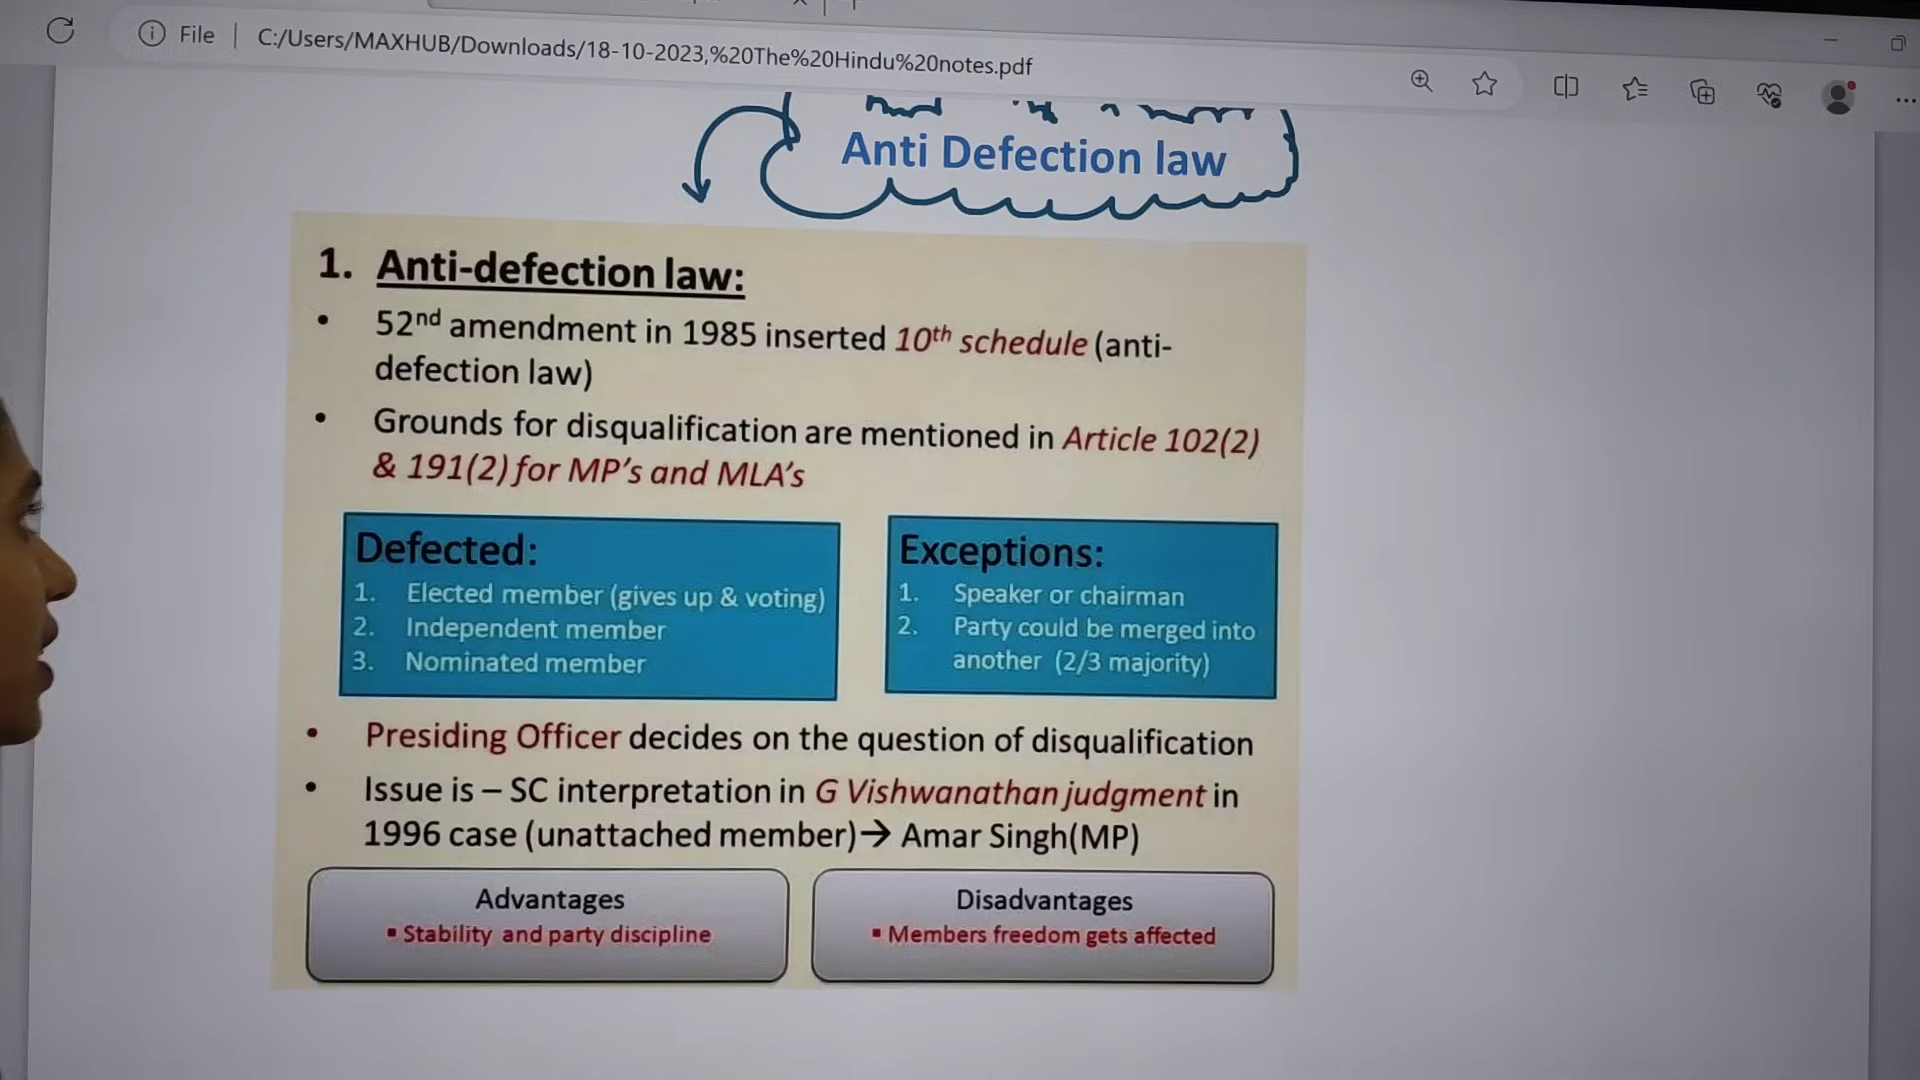 File | C:/Users/MAXHUB/Downloads/18-10-2023,%20The%20Hindu%20notes.pdf
Anti Defection law
1. Anti-defection law:
• 52nd amendment in 1985 inserted 10th schedule (anti-
defection law)
• Grounds for disqualification are mentioned in Article 102(2)
& 191(2) for MP's and MLA's
Defected:
1. Elected member (gives up & voting)
2. Independent member
3. Nominated member
Exceptions:
1. Speaker or chairman
2. Party could be merged into
another (2/3 majority)
• Presiding Officer decides on the question of disqualification
• Issue is – SC interpretation in G Vishwanathan judgment in
1996 case (unattached member)→ Amar Singh(MP)
Advantages
▪ Stability and party discipline
Disadvantages
▪ Members freedom gets affected